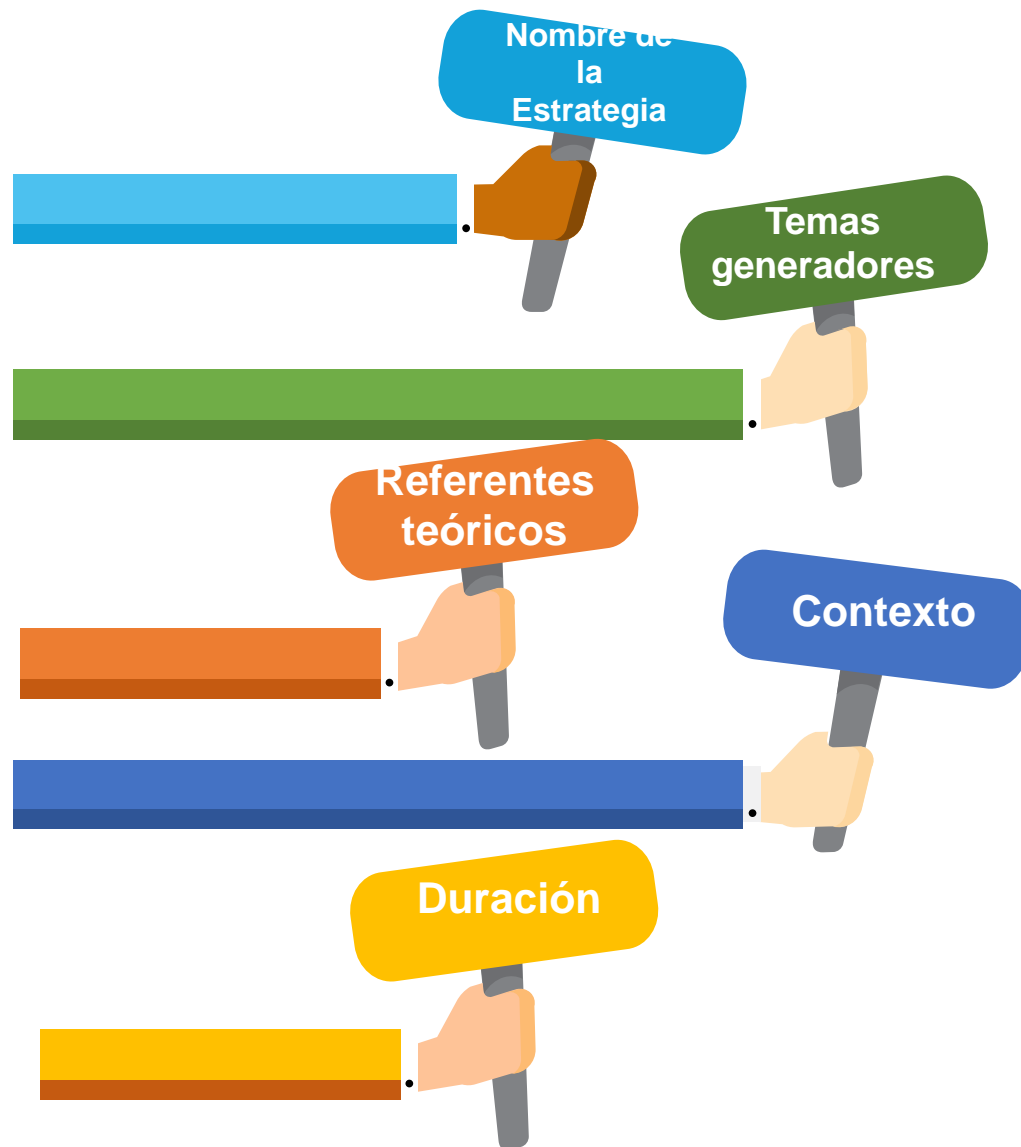 Nombre de
la
Estrategia
Temas
generadores
Referentes
teóricos
Contexto
Duración